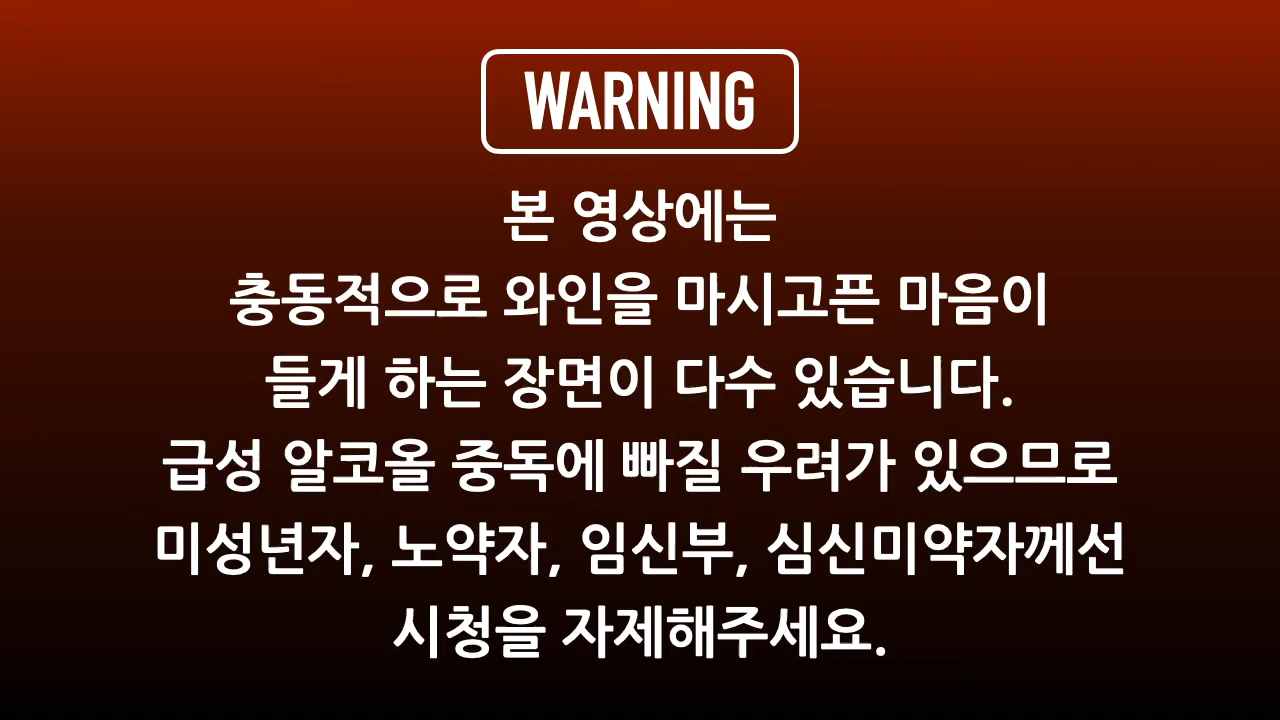 WARNING
본 영상에는
충동적으로 와인을 마시고픈 마음이
들게 하는 장면이 다수 있습니다.
급성 알코올 중독에 빠질 우려가 있으므로
미성년자, 노약자, 임신부, 심신미약자께선
시청을 자제해주세요.